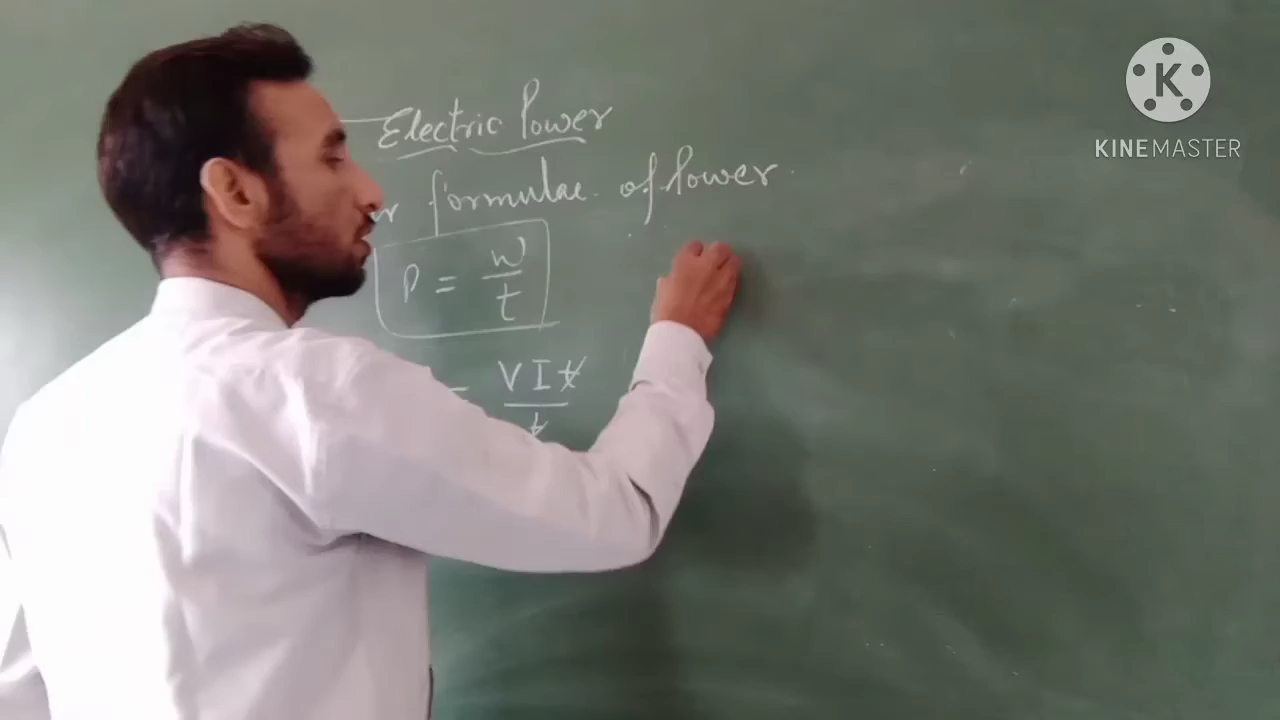 Electric Power
formulae of Power
P = W/t
= VIt/t
K
KINEMASTER